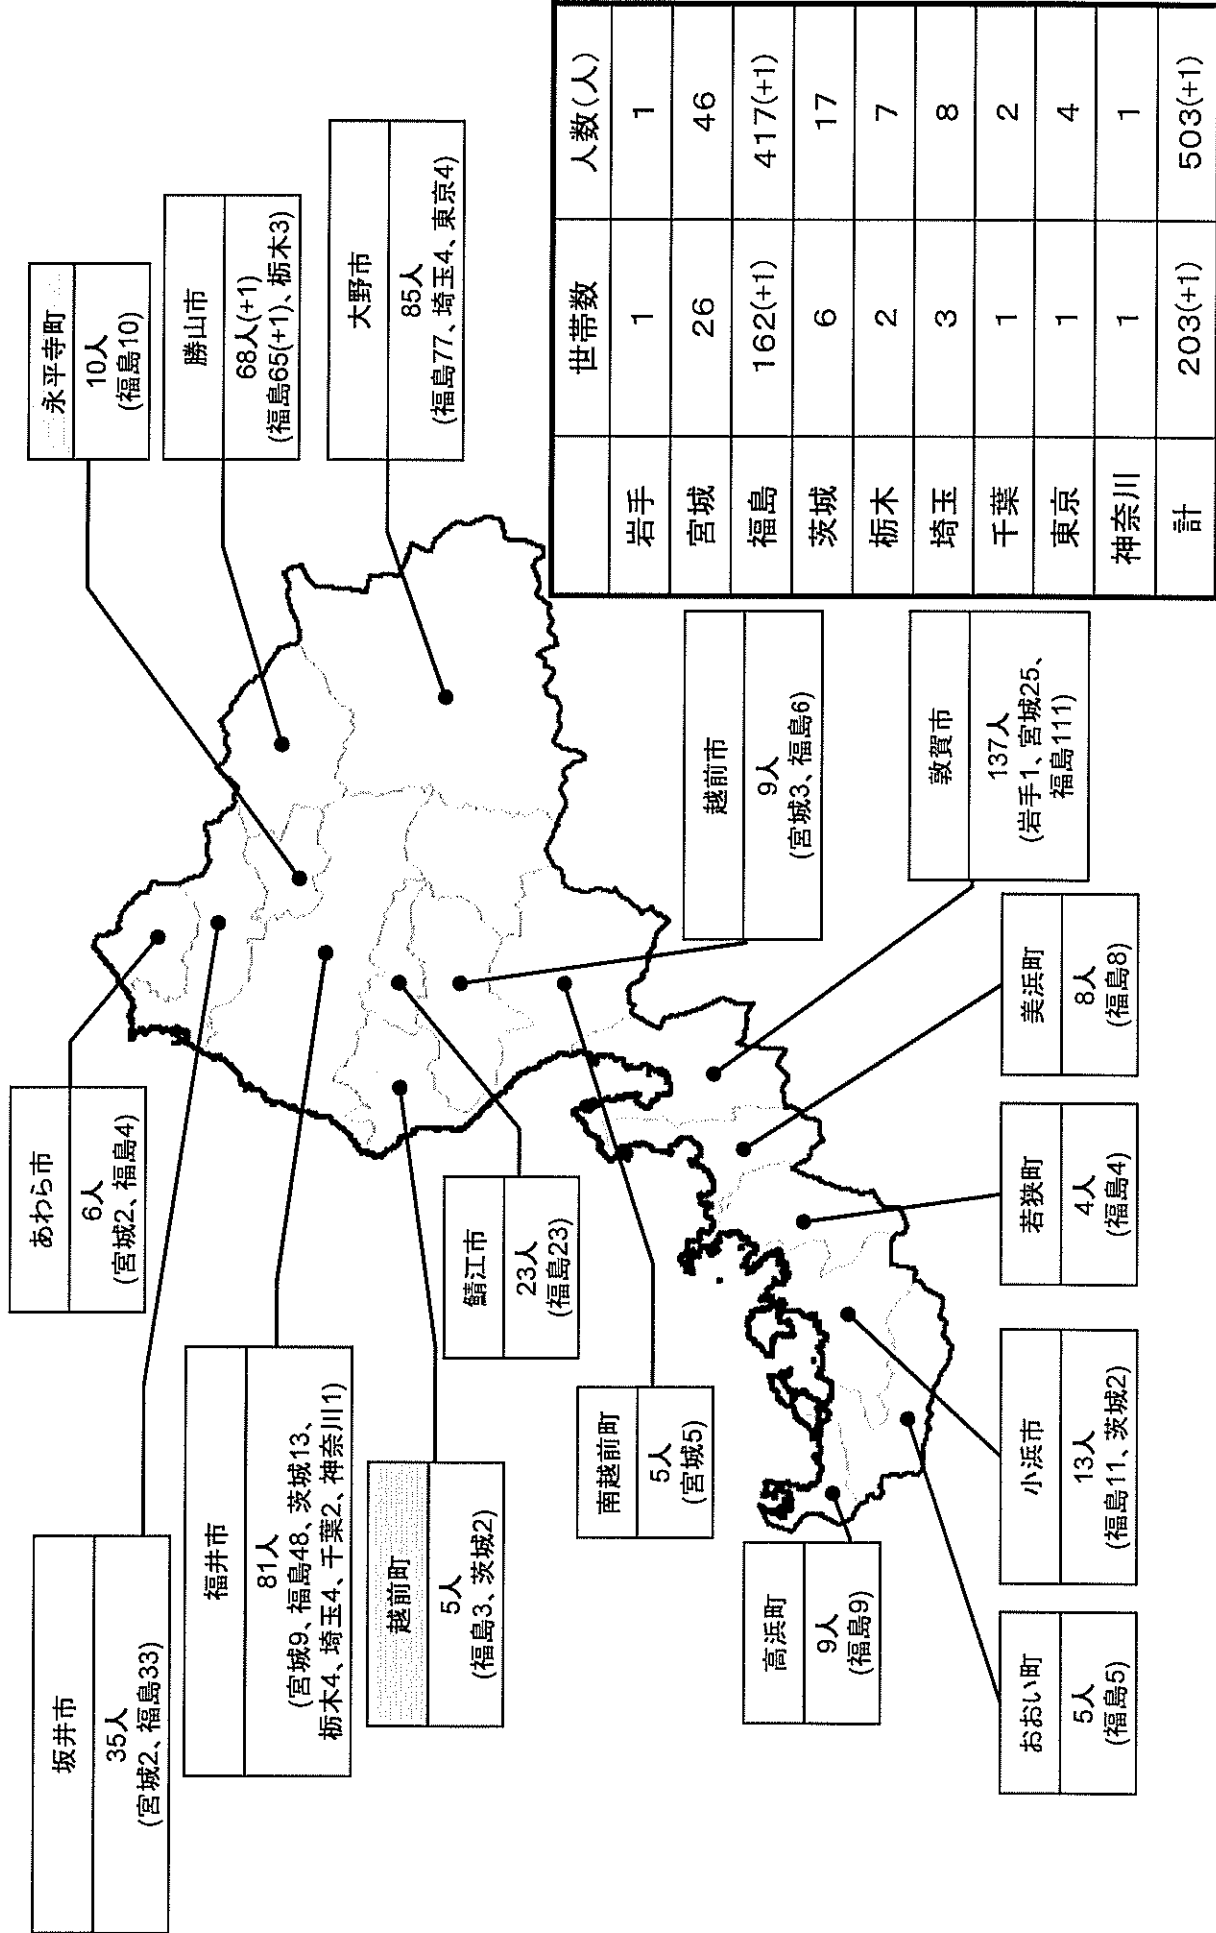 坂井市
35人
(宮城2、福島33)
あわら市
6人
(宮城2、福島4)
永平寺町
10人
(福島10)
勝山市
68人(+1)
(福島65(+1)、栃木3)
大野市
85人
(福島77、埼玉4、東京4)
福井市
81人
(宮城9、福島48、茨城13、
栃木4、埼玉4、千葉2、神奈川1)
越前町
5人
(福島3、茨城2)
鯖江市
23人
(福島23)
南越前町
5人
(宮城5)
越前市
9人
(宮城3、福島6)
敦賀市
137人
(岩手1、宮城25、
福島111)
高浜町
9人
(福島9)
おおい町
5人
(福島5)
小浜市
13人
(福島11、茨城2)
若狭町
4人
(福島4)
美浜町
8人
(福島8)
世帯数 人数(人)
岩手 1 1
宮城 26 46
福島 162(+1) 417(+1)
茨城 6 17
栃木 2 7
埼玉 3 8
千葉 1 2
東京 1 4
神奈川 1 1
計 203(+1) 503(+1)